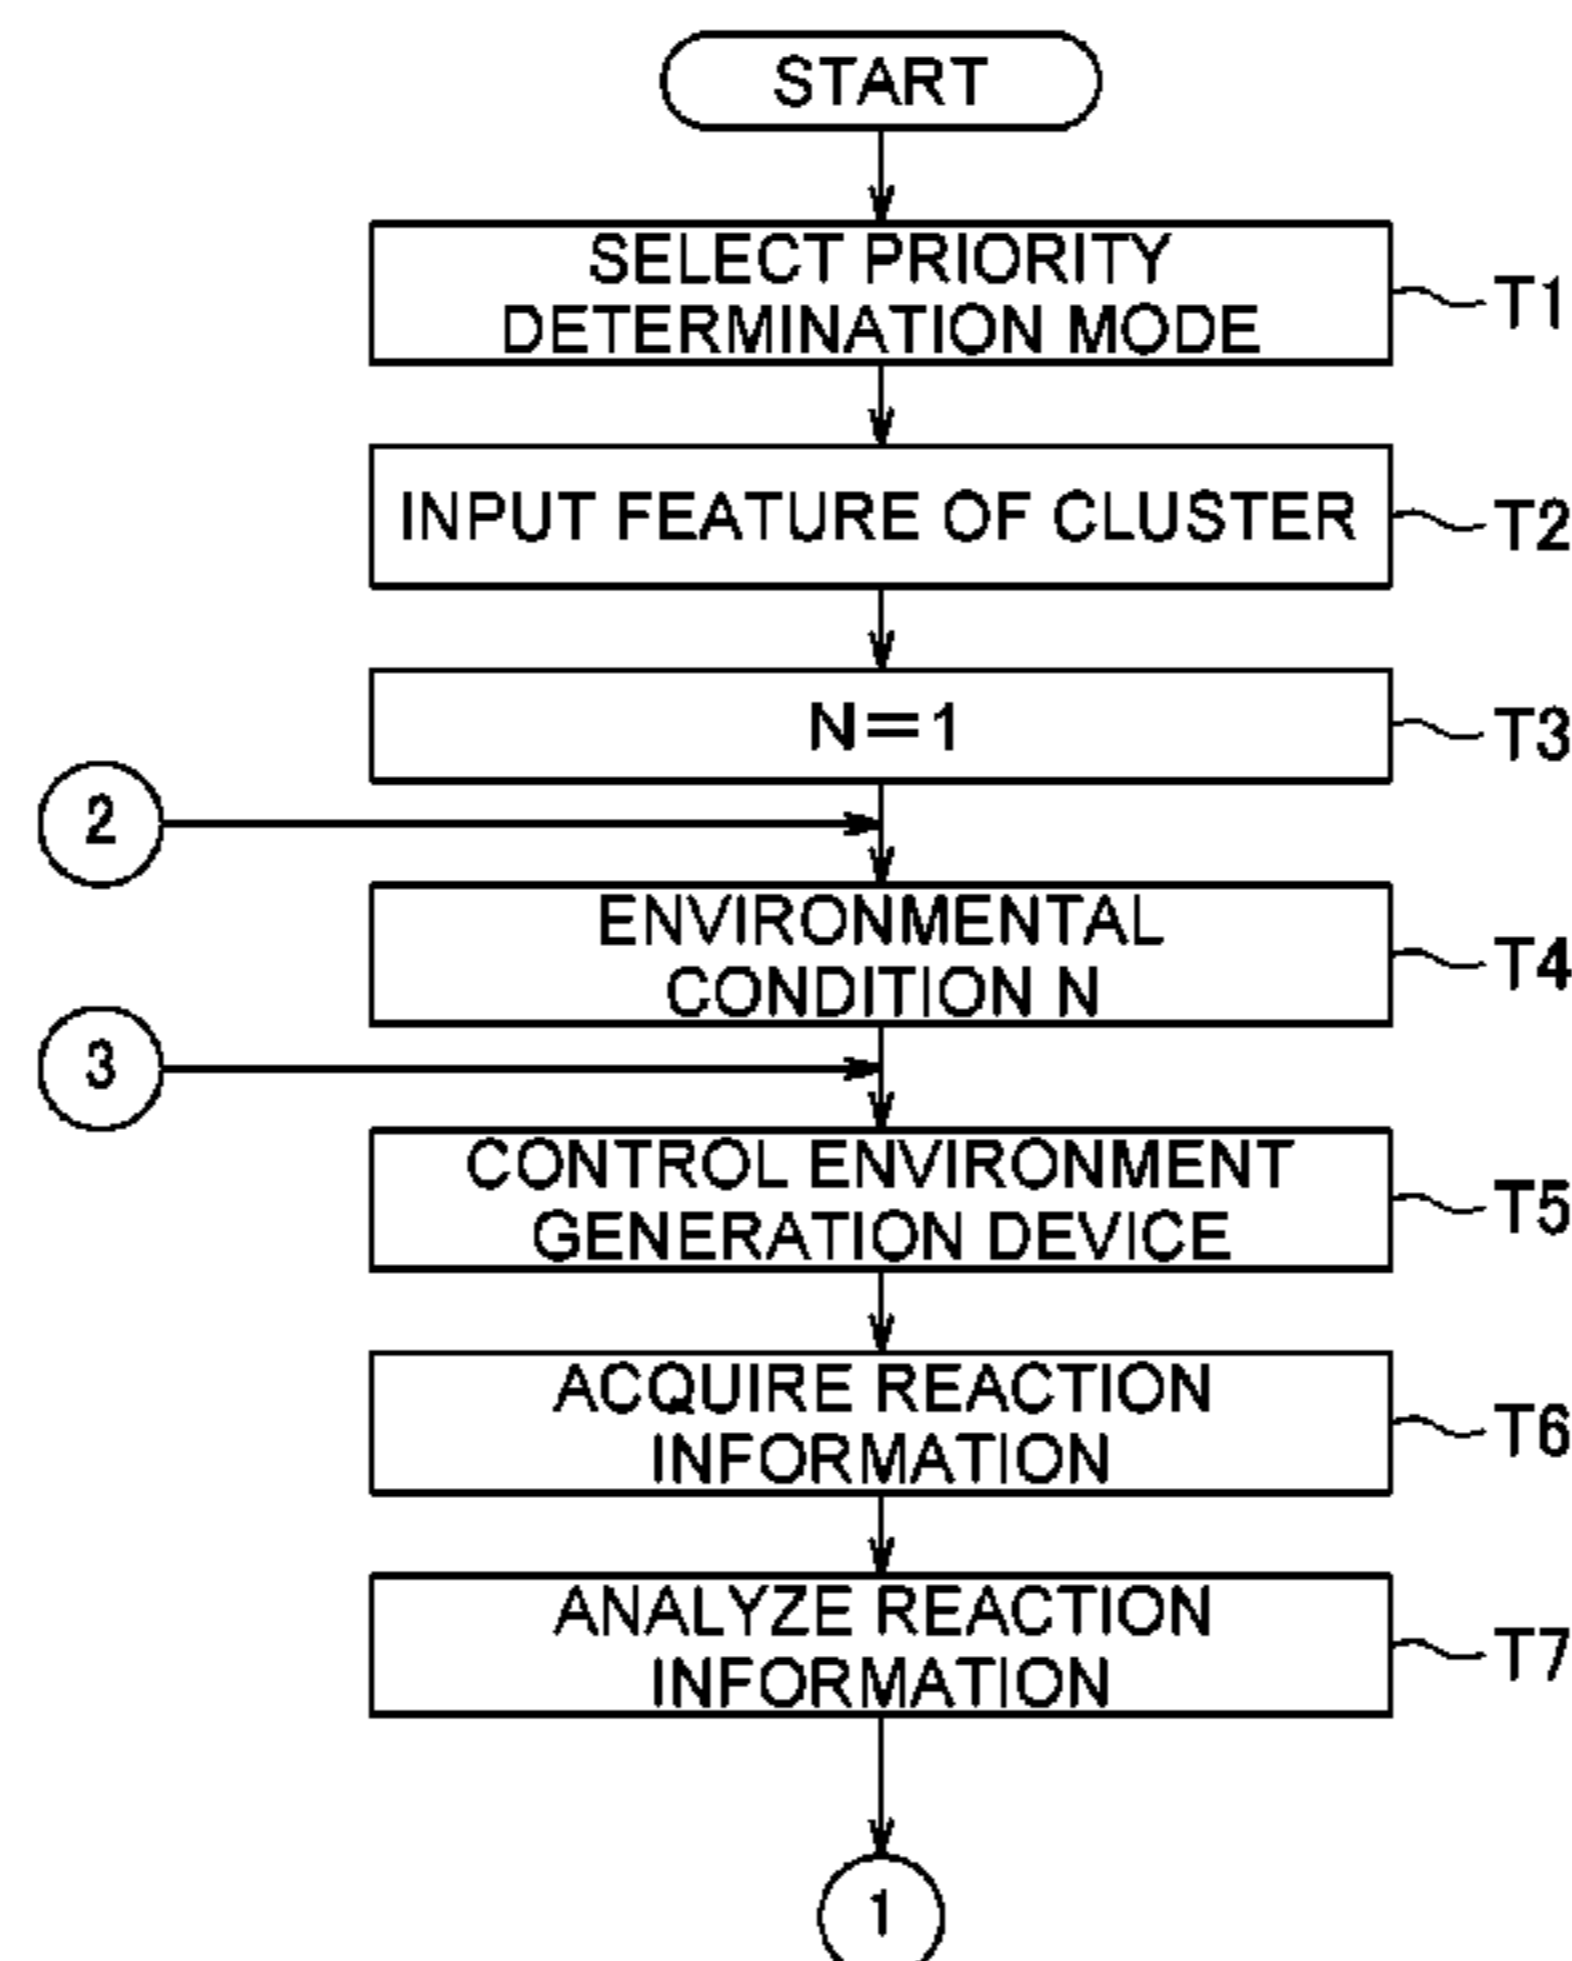 START
SELECT PRIORITY
DETERMINATION MODE
T1
INPUT FEATURE OF CLUSTER
T2
N=1
T3
2
ENVIRONMENTAL
CONDITION N
T4
3
CONTROL ENVIRONMENT
GENERATION DEVICE
T5
ACQUIRE REACTION
INFORMATION
T6
ANALYZE REACTION
INFORMATION
T7
1